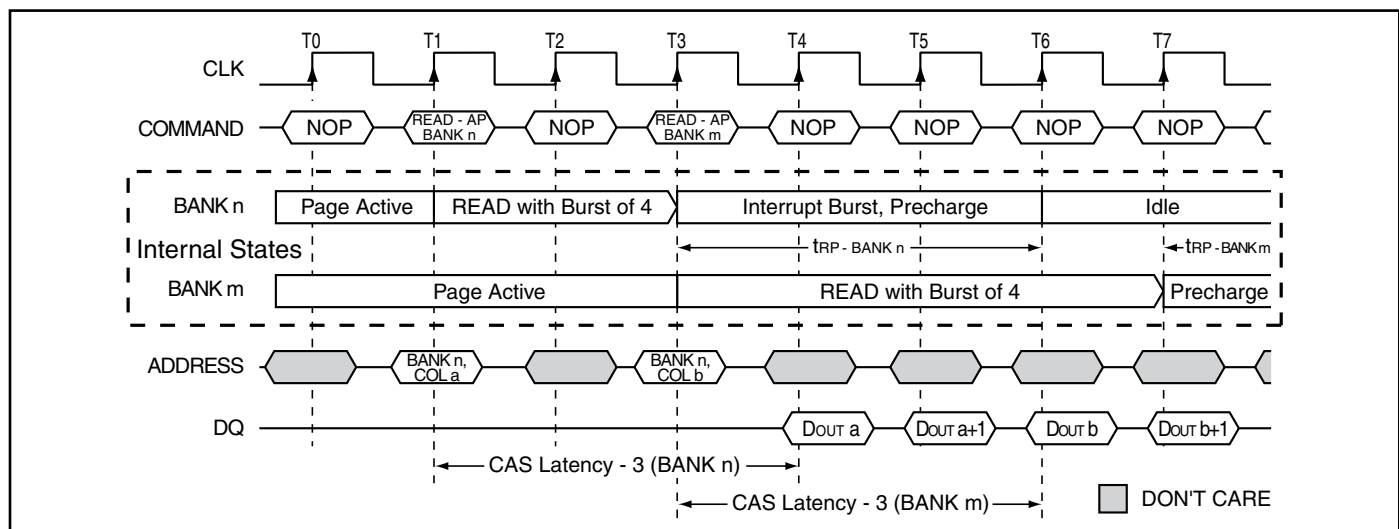 T0 T1 T2 T3 T4 T5 T6 T7
CLK
COMMAND NOP READ - AP BANK n NOP READ - AP BANK m NOP NOP NOP NOP
BANK n Page Active READ with Burst of 4 Interrupt Burst, Precharge Idle
Internal States tRP - BANK n tRP - BANK m
BANK m Page Active READ with Burst of 4 Precharge
ADDRESS BANK n, COL a BANK n, COL b
DQ DOUT a DOUT a+1 DOUT b DOUT b+1
CAS Latency - 3 (BANK n)
CAS Latency - 3 (BANK m) DON'T CARE